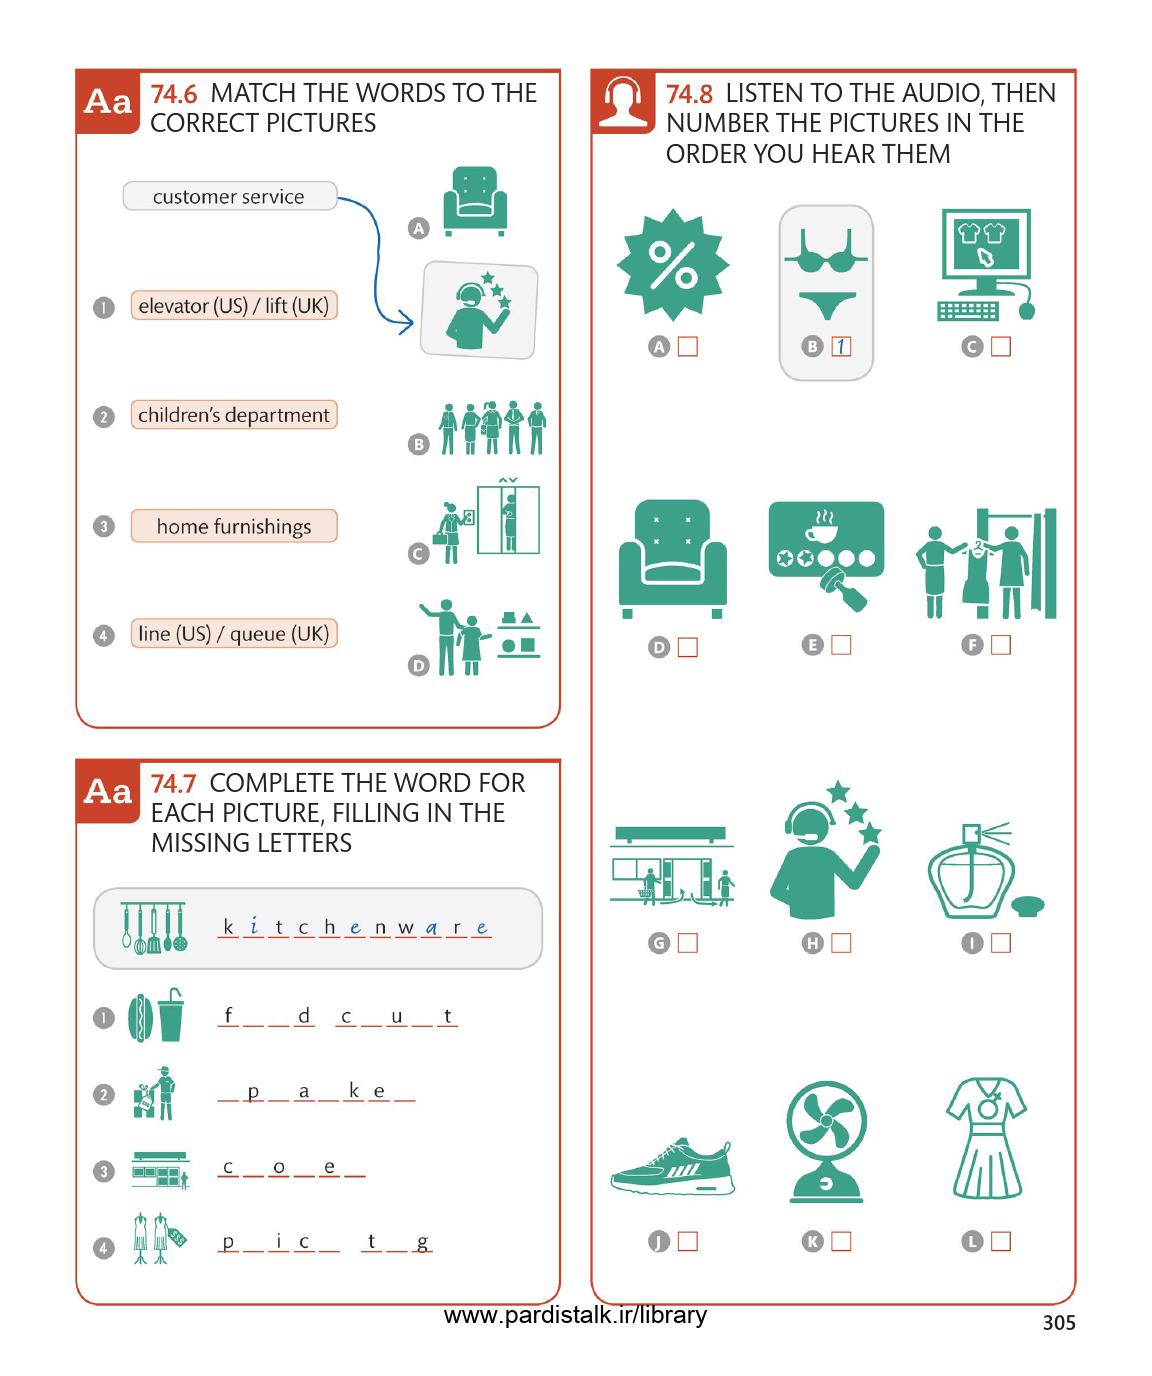 Aa
74.6 MATCH THE WORDS TO THE
CORRECT PICTURES
customer service
A
1 elevator (US) / lift (UK)
2 children's department
B
3 home furnishings
C
4 line (US) / queue (UK)
D
Aa
74.7 COMPLETE THE WORD FOR
EACH PICTURE, FILLING IN THE
MISSING LETTERS
k i t c h e n w a r e
1 f _ _ d c _ u _ t
2 _ p _ a _ k e _
3 c _ o _ e _
4 p _ i c _ t _ g
74.8 LISTEN TO THE AUDIO, THEN
NUMBER THE PICTURES IN THE
ORDER YOU HEAR THEM
%
A B 1 C
D E F
G H I
J K L
www.pardistalk.ir/library
305